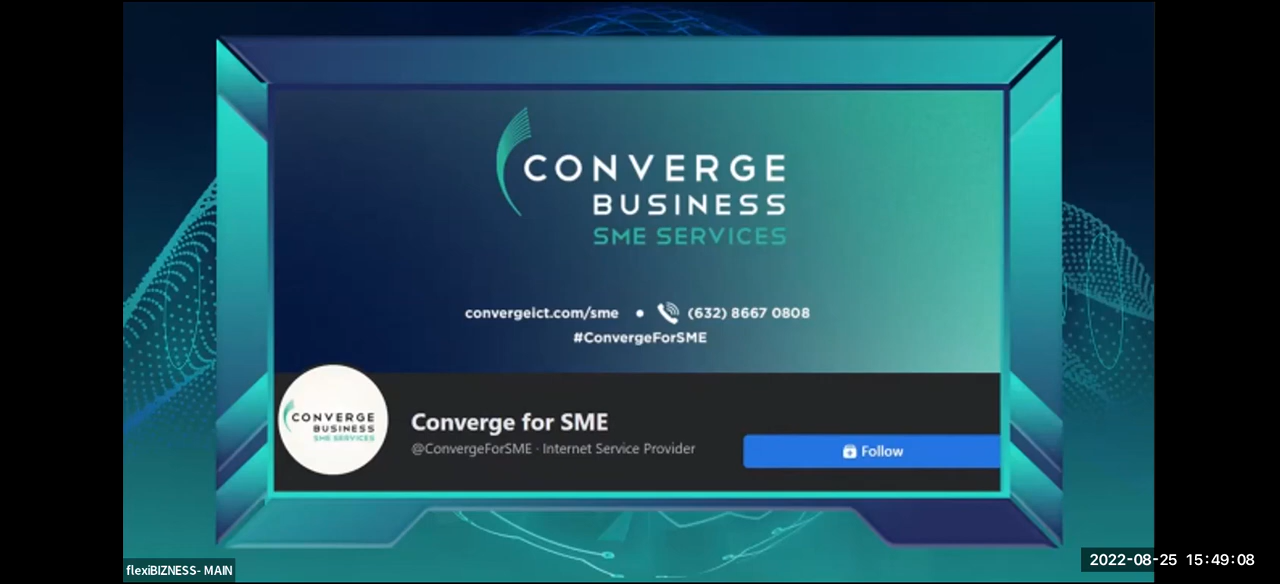 CONVERGE
BUSINESS
SME SERVICES
convergeict.com/sme • (632) 8667 0808
#ConvergeForSME
CONVERGE
BUSINESS
SME SERVICES
Converge for SME
@ConvergeForSME · Internet Service Provider
Follow
flexiBIZNESS- MAIN
2022-08-25 15:49:08